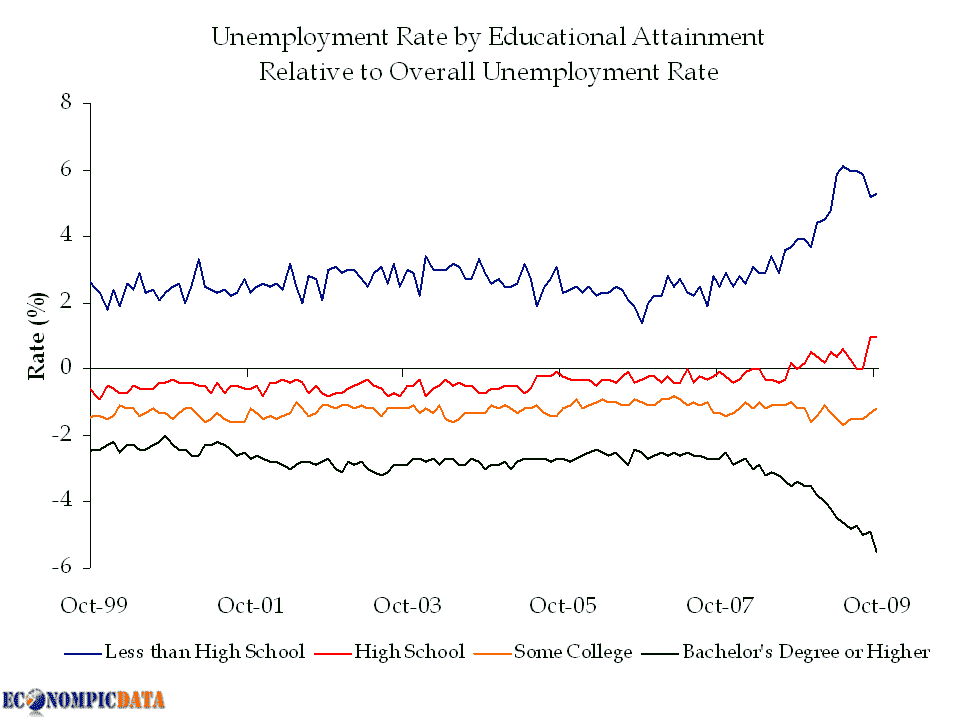 Unemployment Rate by Educational Attainment
Relative to Overall Unemployment Rate
Rate (%)
8
6
4
2
0
-2
-4
-6
Oct-99 Oct-01 Oct-03 Oct-05 Oct-07 Oct-09
Less than High School High School Some College Bachelor's Degree or Higher
ECONOMPICDATA